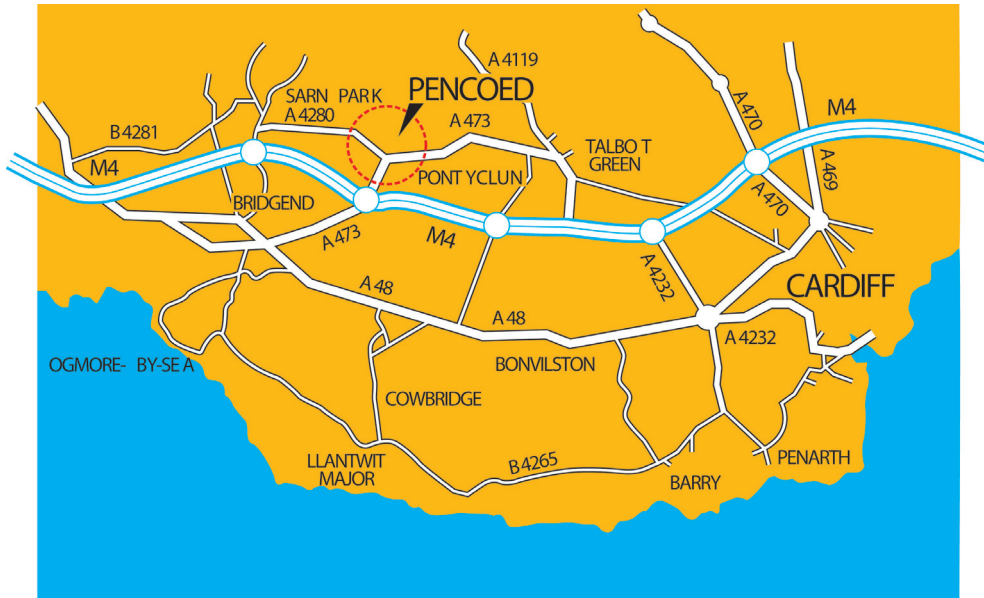 A 4119
SARN PARK
A 4280
PENCOED
A 473
B 4281
M4
A 470
M4
TALBO T
GREEN
A 469
PONT YCLUN
A 470
BRIDGEND
A 473
M4
A 4232
CARDIFF
A 48
A 48
A 4232
OGMORE- BY-SE A
BONVILSTON
COWBRIDGE
LLANTWIT
MAJOR
B 4265
BARRY
PENARTH